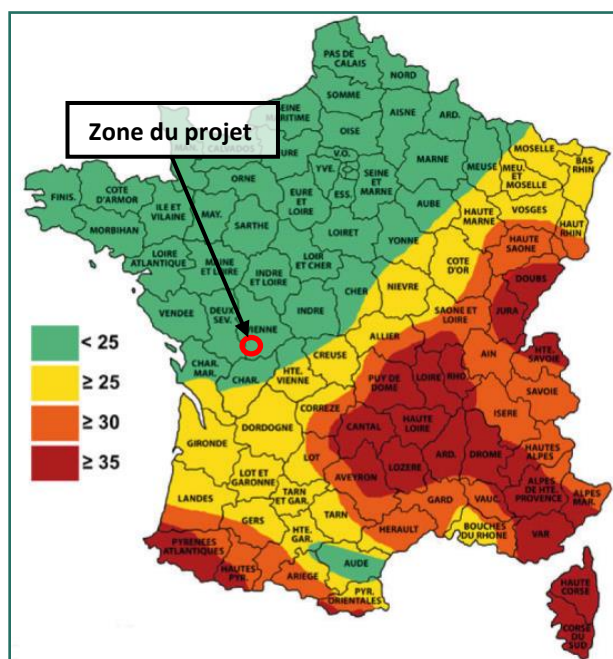 PAS DE
CALAIS
NORD
SOMME
Zone du projet
SEINE
MARITIME
AISNE
ARD.
OISE
MAN.
CALVADOS
EURE
V.O.
YVE.
ESS.
SEINE
ET
MARNE
MARNE
MEUSE
MOSELLE
MEU.
ET
MOSELLE
BAS
RHIN
FINIS.
COTE
D'ARMOR
ILE ET
VILAINE
MAY.
ORNE
EURE
ET
LOIRE
AUBE
HAUTE
MARNE
VOSGES
HAUT
RHIN
MORBIHAN
SARTHE
LOIRET
YONNE
HAUTE
SAONE
LOIRE
ATLANTIQUE
MAINE
ET LOIRE
INDRE
ET LOIRE
LOIR
ET CHER
CHER
NIEVRE
COTE
D'OR
DOUBS
VENDEE
DEUX
SEV.
VIENNE
INDRE
ALLIER
SAONE ET
LOIRE
JURA
< 25
≥ 25
≥ 30
≥ 35
CHAR.
MAR.
CHAR.
HTE.
VIENNE
CREUSE
PUY DE
DOME
LOIRE
RHO.
AIN
HTE.
SAVOIE
SAVOIE
ISERE
CORREZE
DORDOGNE
GIRONDE
CANTAL
HAUTE
LOIRE
ARD.
DROME
HAUTES
ALPES
LOT
LOT ET
GARONNE
AVEYRON
LOZERE
LANDES
TARN
ET GAR.
TARN
GARD
VAUC.
ALPES
DE HTE.
PROVENCE
ALPES
MAR.
GERS
HTE.
GAR.
HERAULT
BOUCHES
DU RHONE
VAR
PYRENEES
ATLANTIQUES
HAUTES
PYR.
ARIEGE
AUDE
PYR.
ORIENTALES
HAUTE
CORSE
CORSE
DU
SUD